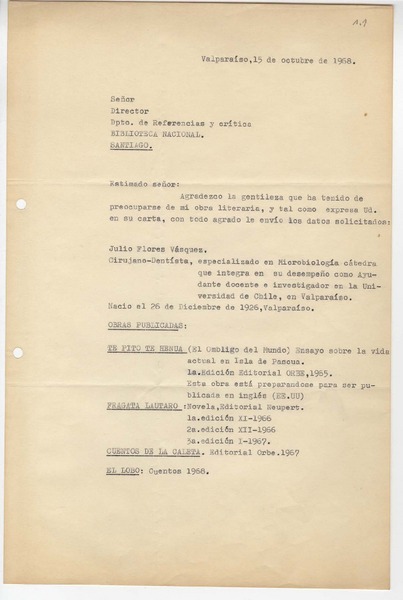 1.1
Valparaíso,15 de octubre de 1968.
Señor
Director
Dpto. de Referencias y crítica
BIBLIOTECA NACIONAL.
SANTIAGO.
Estimado señor:
Agradezco la gentileza que ha tenido de
preocuparse de mi obra literaria, y tal como expresa Ud.
en su carta, con todo agrado le envío los datos solicitados:
Julio Flores Vásquez.
Cirujano-Dentista, especializado en Microbiología cátedra
que integra en su desempeño como Ayu-
dante docente e investigador en la Uni-
versidad de Chile, en Valparaíso.
Nacio el 26 de Diciembre de 1926,Valparaíso.
OBRAS PUBLICADAS:
TE PITO TE HENUA (El Ombligo del Mundo) Ensayo sobre la vida
actual en Isla de Pascua.
1a.Edición Editorial ORBE,1965.
Esta obra está preparandose para ser pu-
blicada en inglés (EE.UU)
FRAGATA LAUTARO :Novela,Editorial Neupert.
1a.edición XI-1966
2a.edición XII-1966
3a.edición I-1967.
CUENTOS DE LA CALETA. Editorial Orbe.1967
EL LOBO: Cuentos 1968.